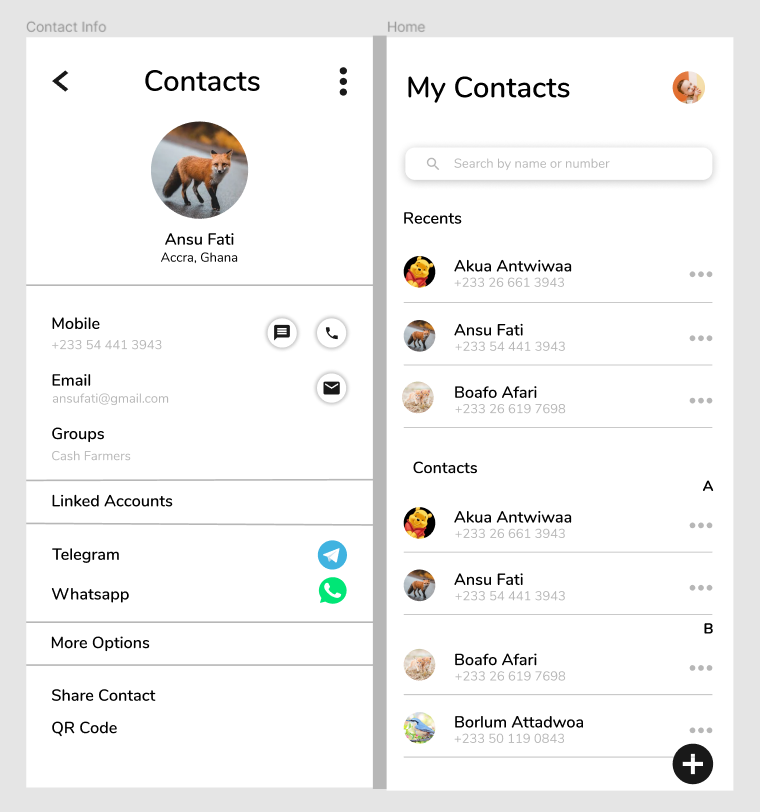 Contact Info
Contacts
Ansu Fati
Accra, Ghana
Mobile
+233 54 441 3943
Email
ansufati@gmail.com
Groups
Cash Farmers
Linked Accounts
Telegram
Whatsapp
More Options
Share Contact
QR Code
Home
My Contacts
Search by name or number
Recents
Akua Antwiwaa
+233 26 661 3943
Ansu Fati
+233 54 441 3943
Boafo Afari
+233 26 619 7698
Contacts
A
Akua Antwiwaa
+233 26 661 3943
Ansu Fati
+233 54 441 3943
B
Boafo Afari
+233 26 619 7698
Borlum Attadwoa
+233 50 119 0843